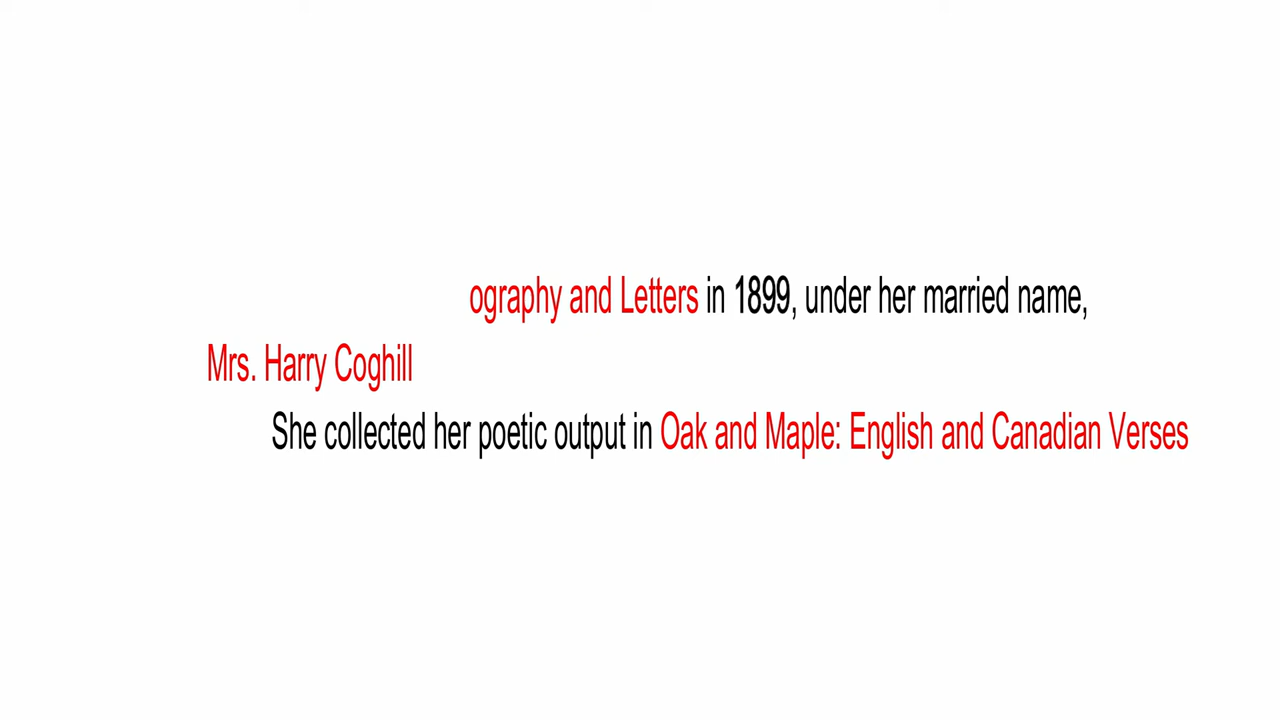 ography and Letters in 1899, under her married name,
Mrs. Harry Coghill
She collected her poetic output in Oak and Maple: English and Canadian Verses